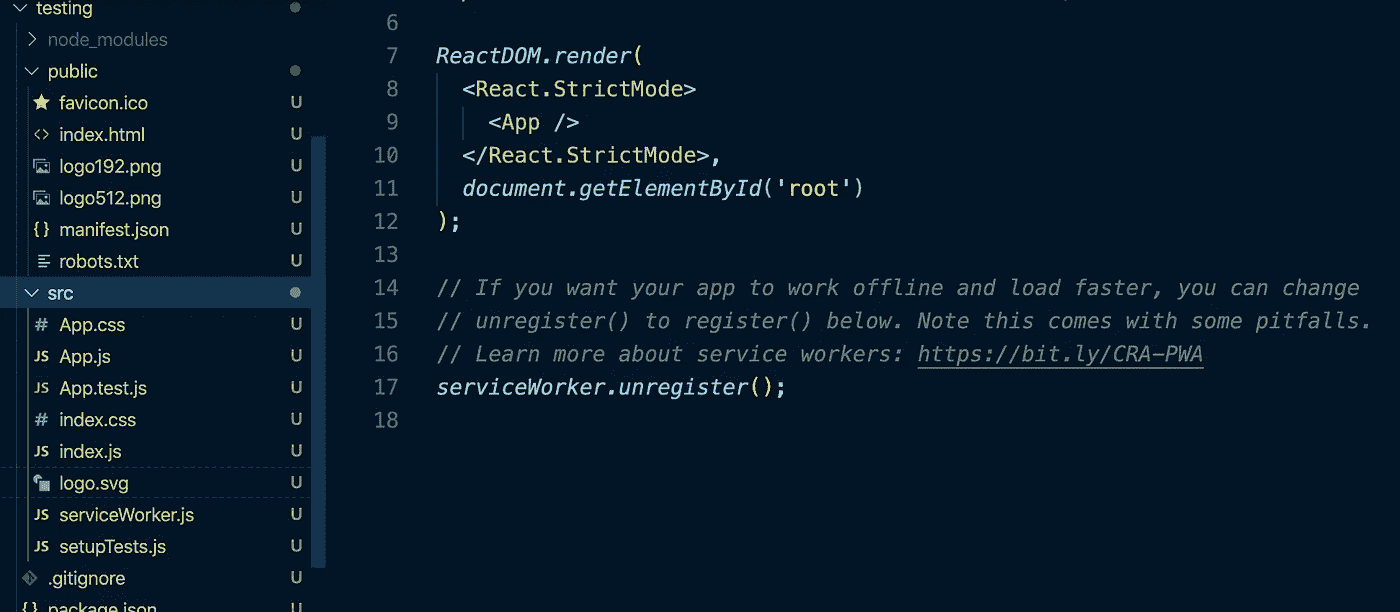 testing
node_modules
public
favicon.ico U
index.html U
logo192.png U
logo512.png U
manifest.json U
robots.txt U
src
# App.css U
JS App.js U
JS App.test.js U
# index.css U
JS index.js U
logo.svg U
JS serviceWorker.js U
JS setupTests.js U
.gitignore U
{} package.json U
6
7 ReactDOM.render(
8 <React.StrictMode>
9 <App />
10 </React.StrictMode>,
11 document.getElementById('root')
12 );
13
14 // If you want your app to work offline and load faster, you can change
15 // unregister() to register() below. Note this comes with some pitfalls.
16 // Learn more about service workers: https://bit.ly/CRA-PWA
17 serviceWorker.unregister();
18